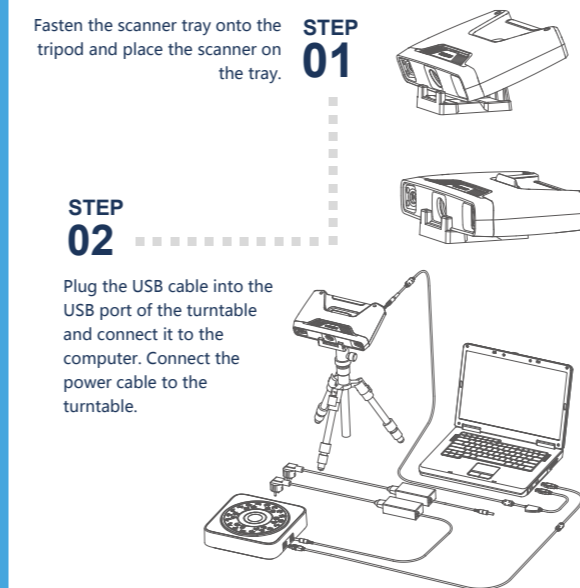 Fasten the scanner tray onto the
tripod and place the scanner on
the tray.
STEP
01
STEP
02
Plug the USB cable into the
USB port of the turntable
and connect it to the
computer. Connect the
power cable to the
turntable.